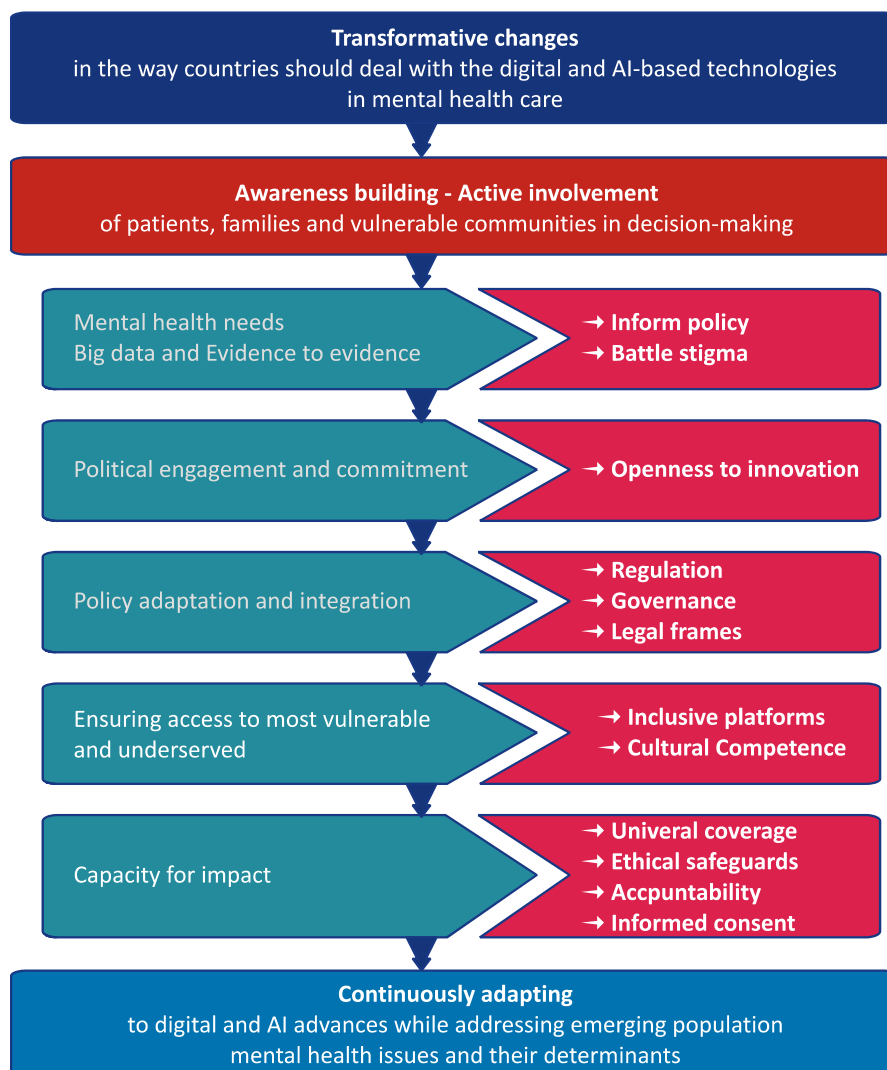 Transformative changes
in the way countries should deal with the digital and AI-based technologies
in mental health care
Awareness building - Active involvement
of patients, families and vulnerable communities in decision-making
Mental health needs
Big data and Evidence to evidence
➞ Inform policy
➞ Battle stigma
Political engagement and commitment
➞ Openness to innovation
Policy adaptation and integration
➞ Regulation
➞ Governance
➞ Legal frames
Ensuring access to most vulnerable
and underserved
➞ Inclusive platforms
➞ Cultural Competence
Capacity for impact
➞ Univeral coverage
➞ Ethical safeguards
➞ Accpuntability
➞ Informed consent
Continuously adapting
to digital and AI advances while addressing emerging population
mental health issues and their determinants